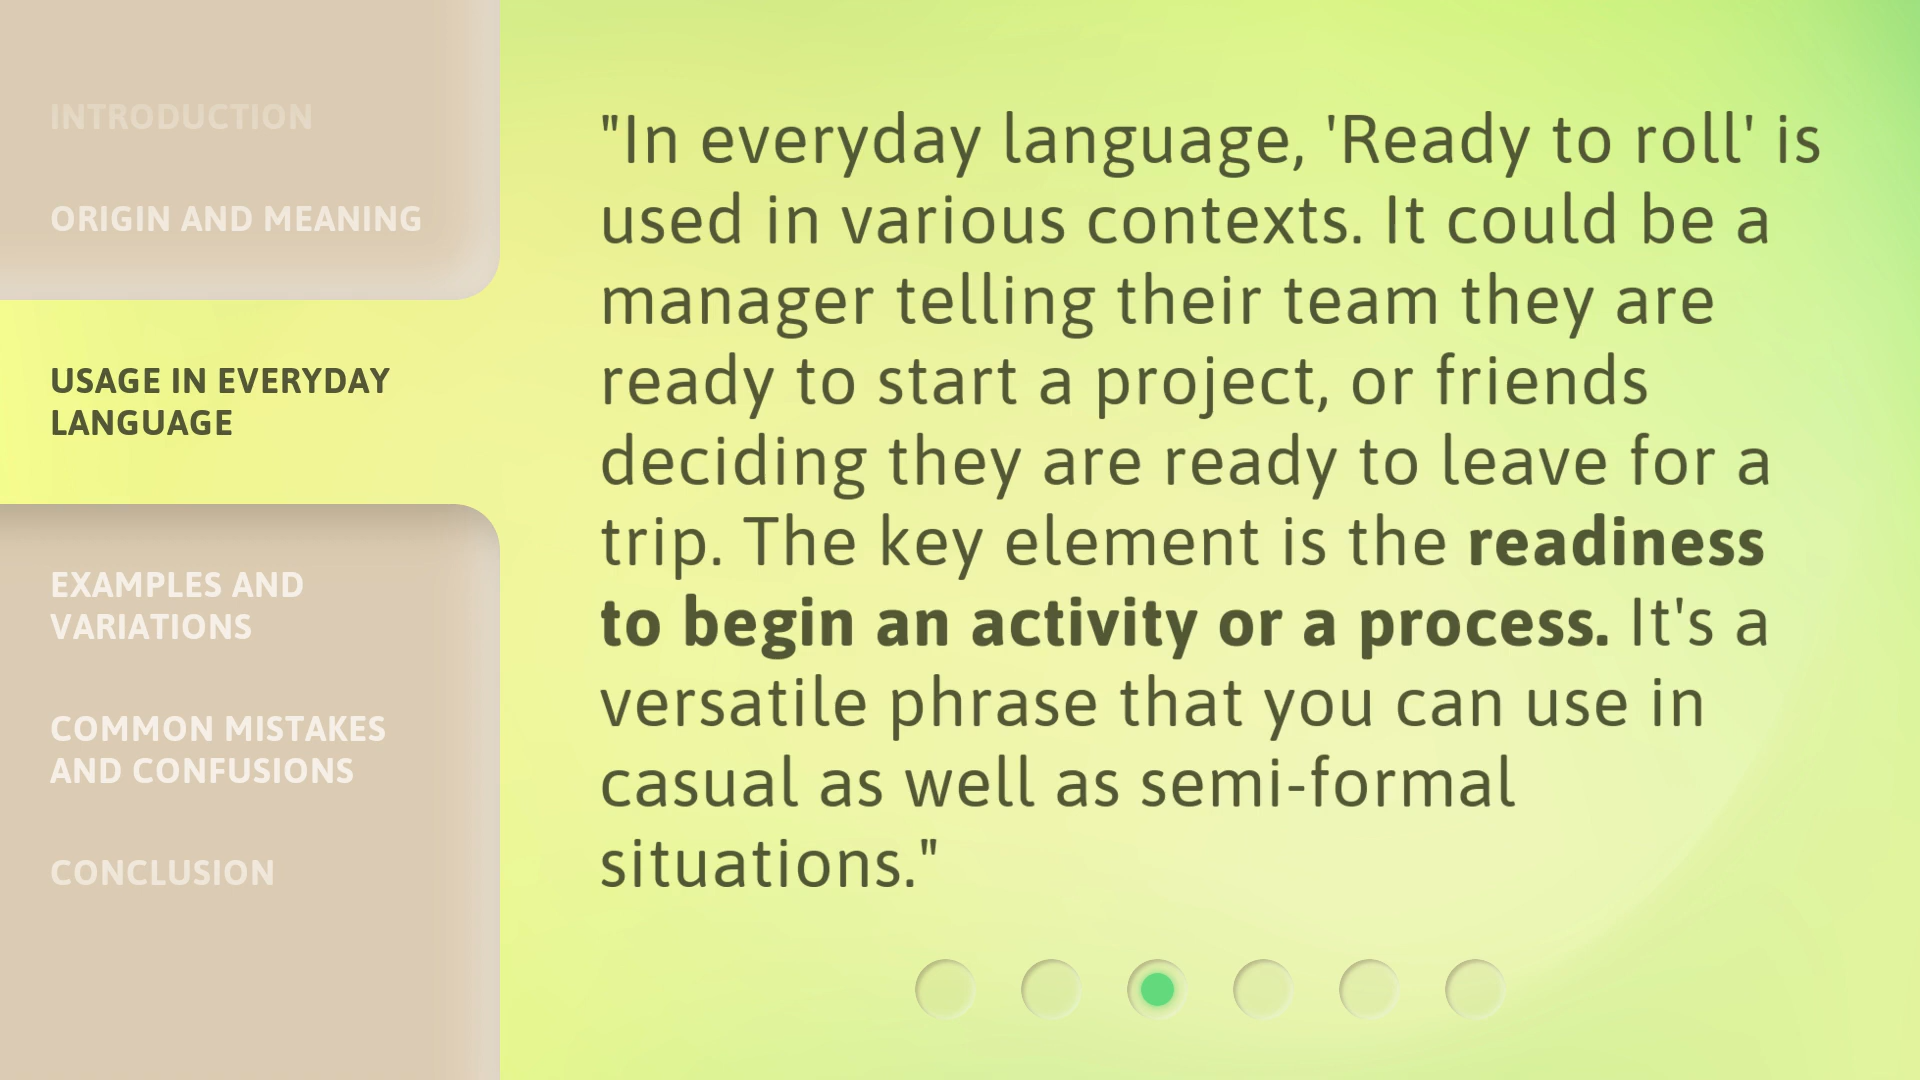 INTRODUCTION
ORIGIN AND MEANING
USAGE IN EVERYDAY
LANGUAGE
EXAMPLES AND
VARIATIONS
COMMON MISTAKES
AND CONFUSIONS
CONCLUSION
"In everyday language, 'Ready to roll' is
used in various contexts. It could be a
manager telling their team they are
ready to start a project, or friends
deciding they are ready to leave for a
trip. The key element is the readiness
to begin an activity or a process. It's a
versatile phrase that you can use in
casual as well as semi-formal
situations."